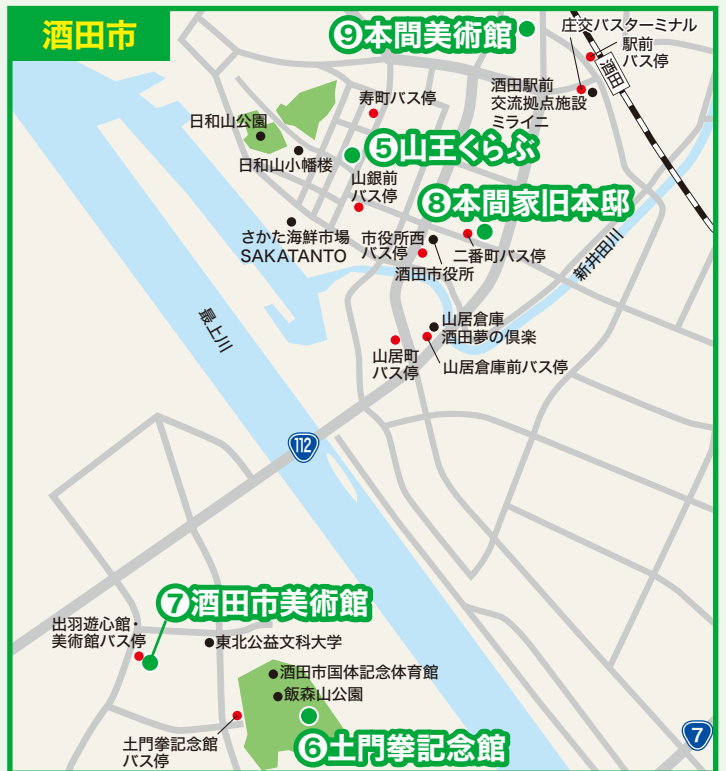 酒田市
⑨本間美術館
庄交バスターミナル
駅前
バス停
酒田
酒田駅前
交流拠点施設
ミライニ
寿町バス停
日和山公園
日和山小幡楼
⑤山王くらぶ
山銀前
バス停
⑧本間家旧本邸
さかた海鮮市場
SAKATANTO
市役所西
バス停
二番町バス停
酒田市役所
新井田川
最上川
山居倉庫
酒田夢の倶楽
山居町
バス停
山居倉庫前バス停
112
⑦酒田市美術館
出羽遊心館・
美術館バス停
東北公益文科大学
酒田市国体記念体育館
飯森山公園
土門拳記念館
バス停
⑥土門拳記念館
7